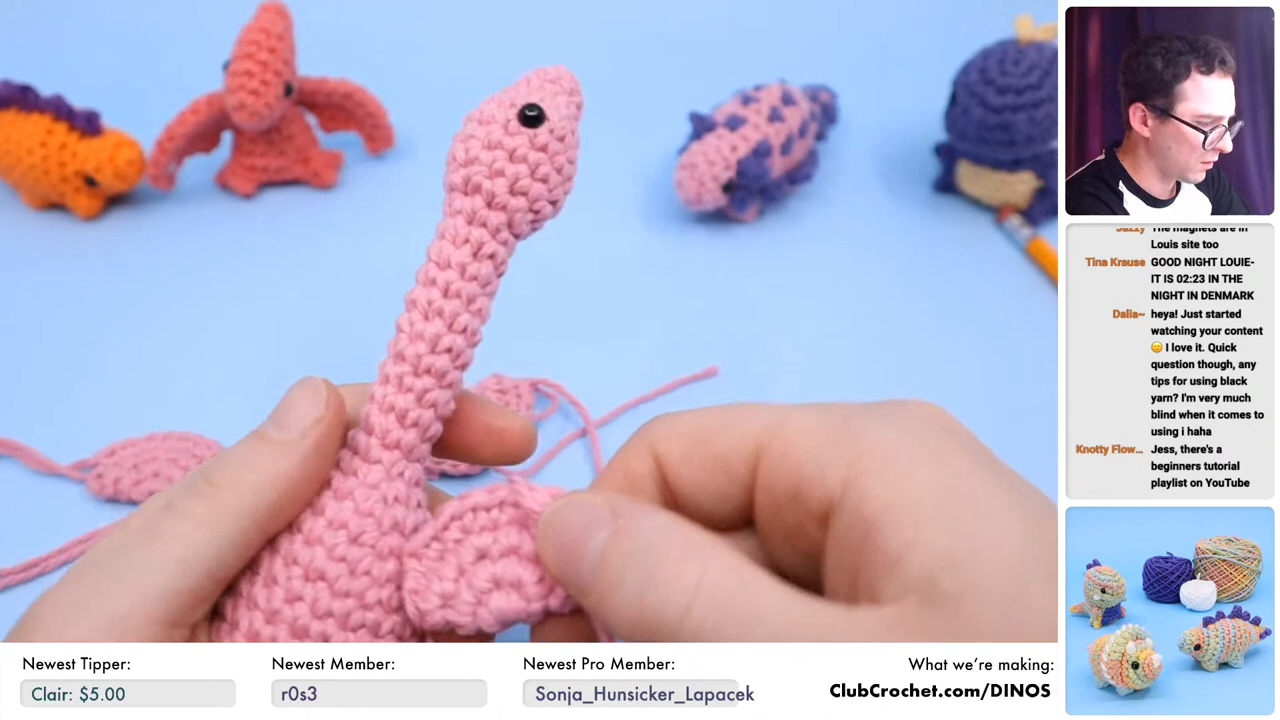 Jazzy The magnets are in
Louis site too
Tina Krause GOOD NIGHT LOUIE-
IT IS 02:23 IN THE
NIGHT IN DENMARK
Dalia~ heya! Just started
watching your content
🙂 I love it. Quick
question though, any
tips for using black
yarn? I'm very much
blind when it comes to
using i haha
Knotty Flow... Jess, there's a
beginners tutorial
playlist on YouTube
Newest Tipper:
Clair: $5.00
Newest Member:
r0s3
Newest Pro Member:
Sonja_Hunsicker_Lapacek
What we're making:
ClubCrochet.com/DINOS